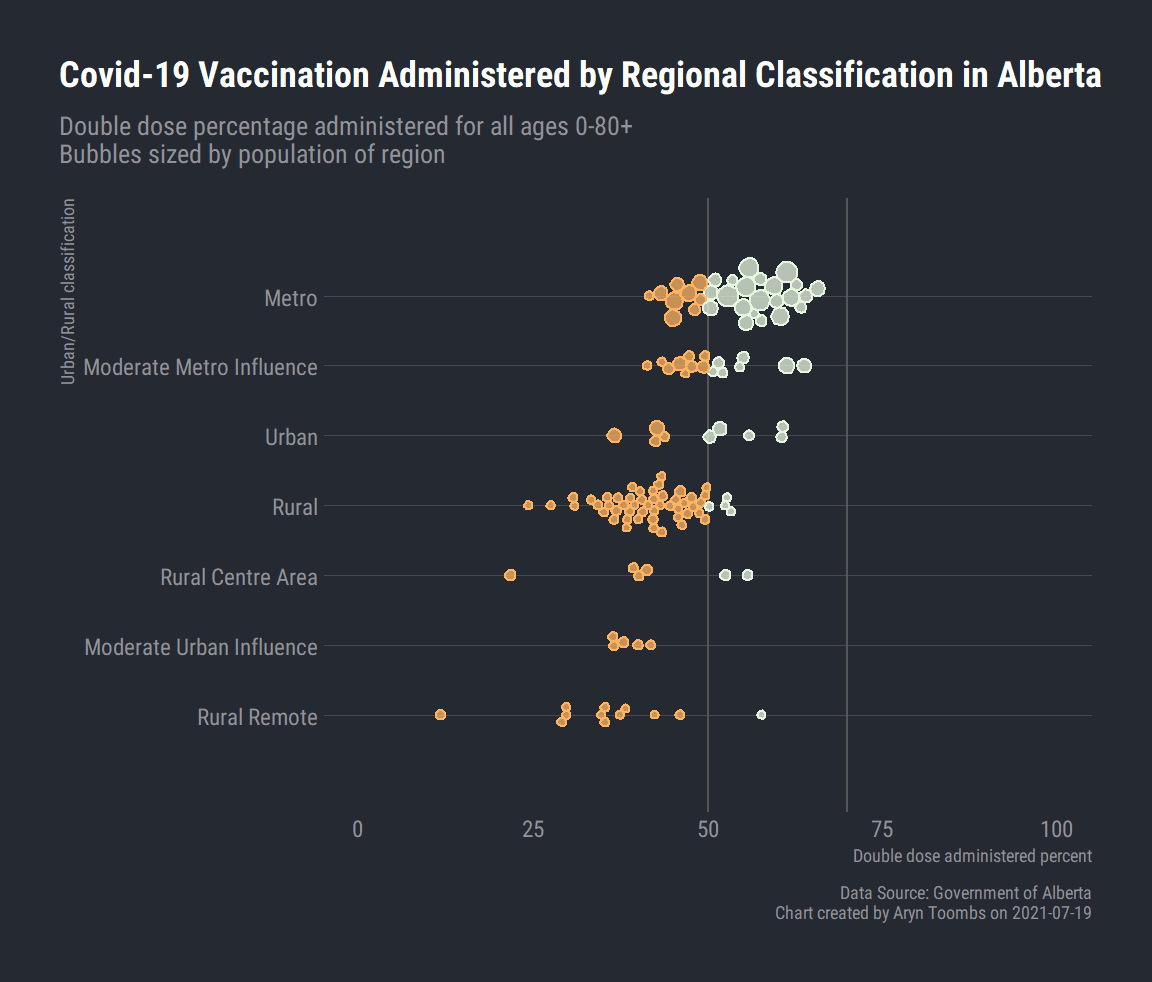 Covid-19 Vaccination Administered by Regional Classification in Alberta
Double dose percentage administered for all ages 0-80+
Bubbles sized by population of region
Urban/Rural classification
Metro
Moderate Metro Influence
Urban
Rural
Rural Centre Area
Moderate Urban Influence
Rural Remote
0 25 50 75 100
Double dose administered percent
Data Source: Government of Alberta
Chart created by Aryn Toombs on 2021-07-19